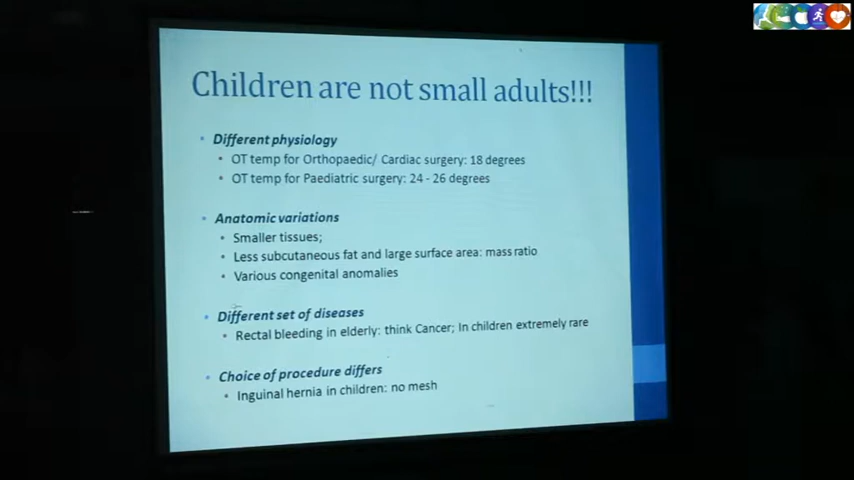 Children are not small adults!!!
• Different physiology
• OT temp for Orthopaedic/ Cardiac surgery: 18 degrees
• OT temp for Paediatric surgery: 24 - 26 degrees
• Anatomic variations
• Smaller tissues;
• Less subcutaneous fat and large surface area: mass ratio
• Various congenital anomalies
• Different set of diseases
• Rectal bleeding in elderly: think Cancer; In children extremely rare
• Choice of procedure differs
• Inguinal hernia in children: no mesh